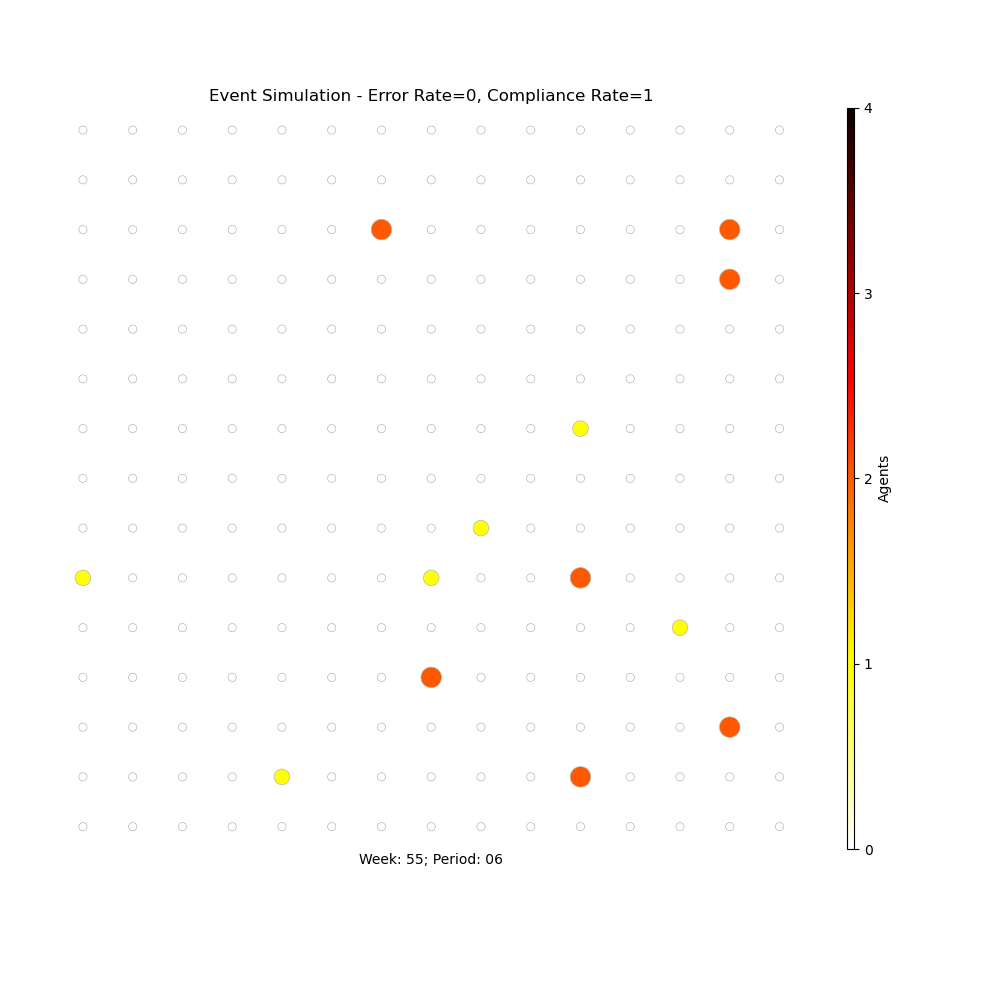 Event Simulation - Error Rate=0, Compliance Rate=1
4
3
2
1
0
Agents
Week: 55; Period: 06